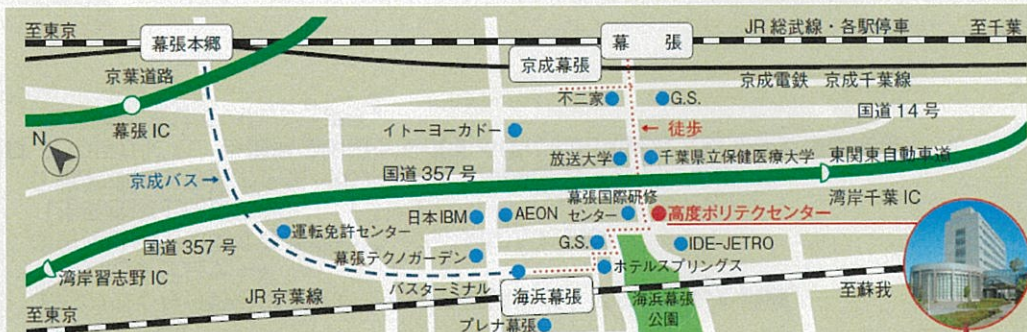 至東京
幕張本郷
幕　張
JR 総武線・各駅停車
至千葉
京成幕張
京葉道路
京成電鉄　京成千葉線
不二家
G.S.
国道 14 号
幕張 IC
イトーヨーカドー
← 徒歩
N
放送大学
千葉県立保健医療大学
東関東自動車道
京成バス→
国道 357 号
湾岸千葉 IC
幕張国際研修
センター
日本IBM
AEON
高度ポリテクセンター
運転免許センター
国道 357 号
G.S.
IDE-JETRO
幕張テクノガーデン
ホテルスプリングス
湾岸習志野 IC
バスターミナル
海浜幕張
海浜幕張
公園
至蘇我
JR 京葉線
至東京
プレナ幕張